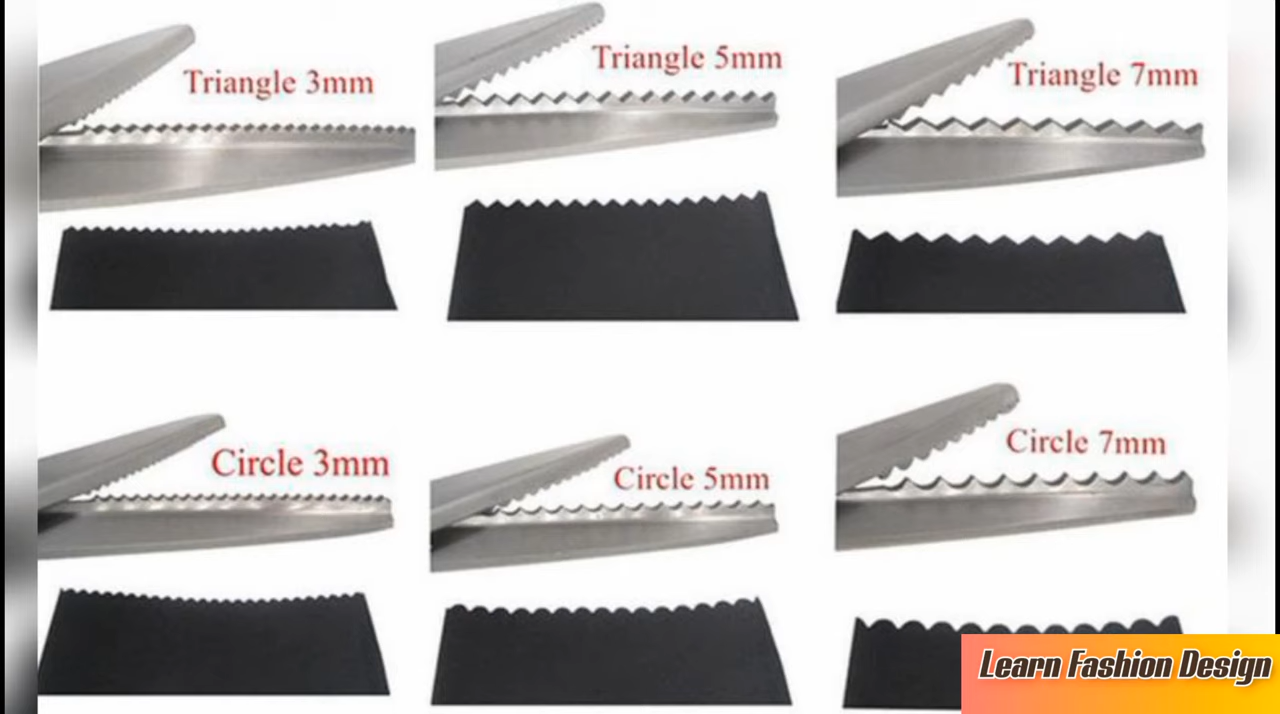 Triangle 3mm
Triangle 5mm
Triangle 7mm
Circle 3mm
Circle 5mm
Circle 7mm
Learn Fashion Design